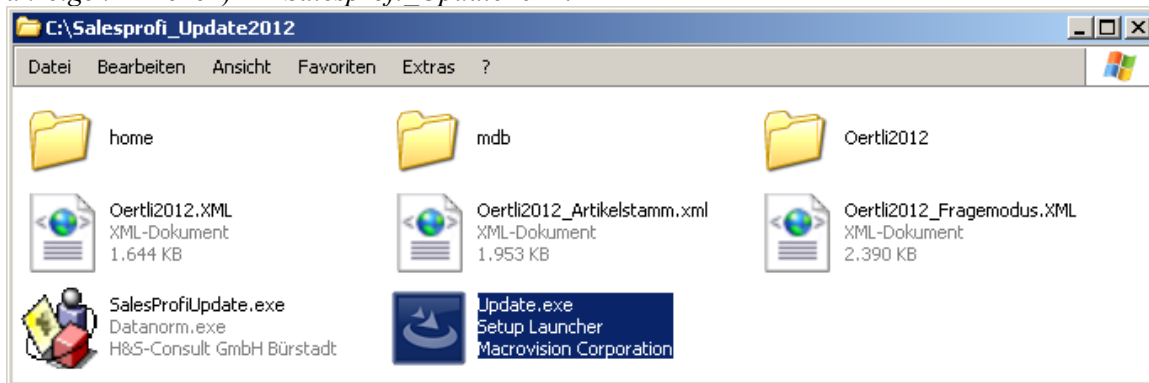 C:\Salesprofi_Update2012
Datei Bearbeiten Ansicht Favoriten Extras ?
home
mdb
Oertli2012
Oertli2012.XML
XML-Dokument
1.644 KB
Oertli2012_Artikelstamm.xml
XML-Dokument
1.953 KB
Oertli2012_Fragemodus.XML
XML-Dokument
2.390 KB
SalesProfiUpdate.exe
Datanorm.exe
H&S-Consult GmbH Bürstadt
Update.exe
Setup Launcher
Macrovision Corporation